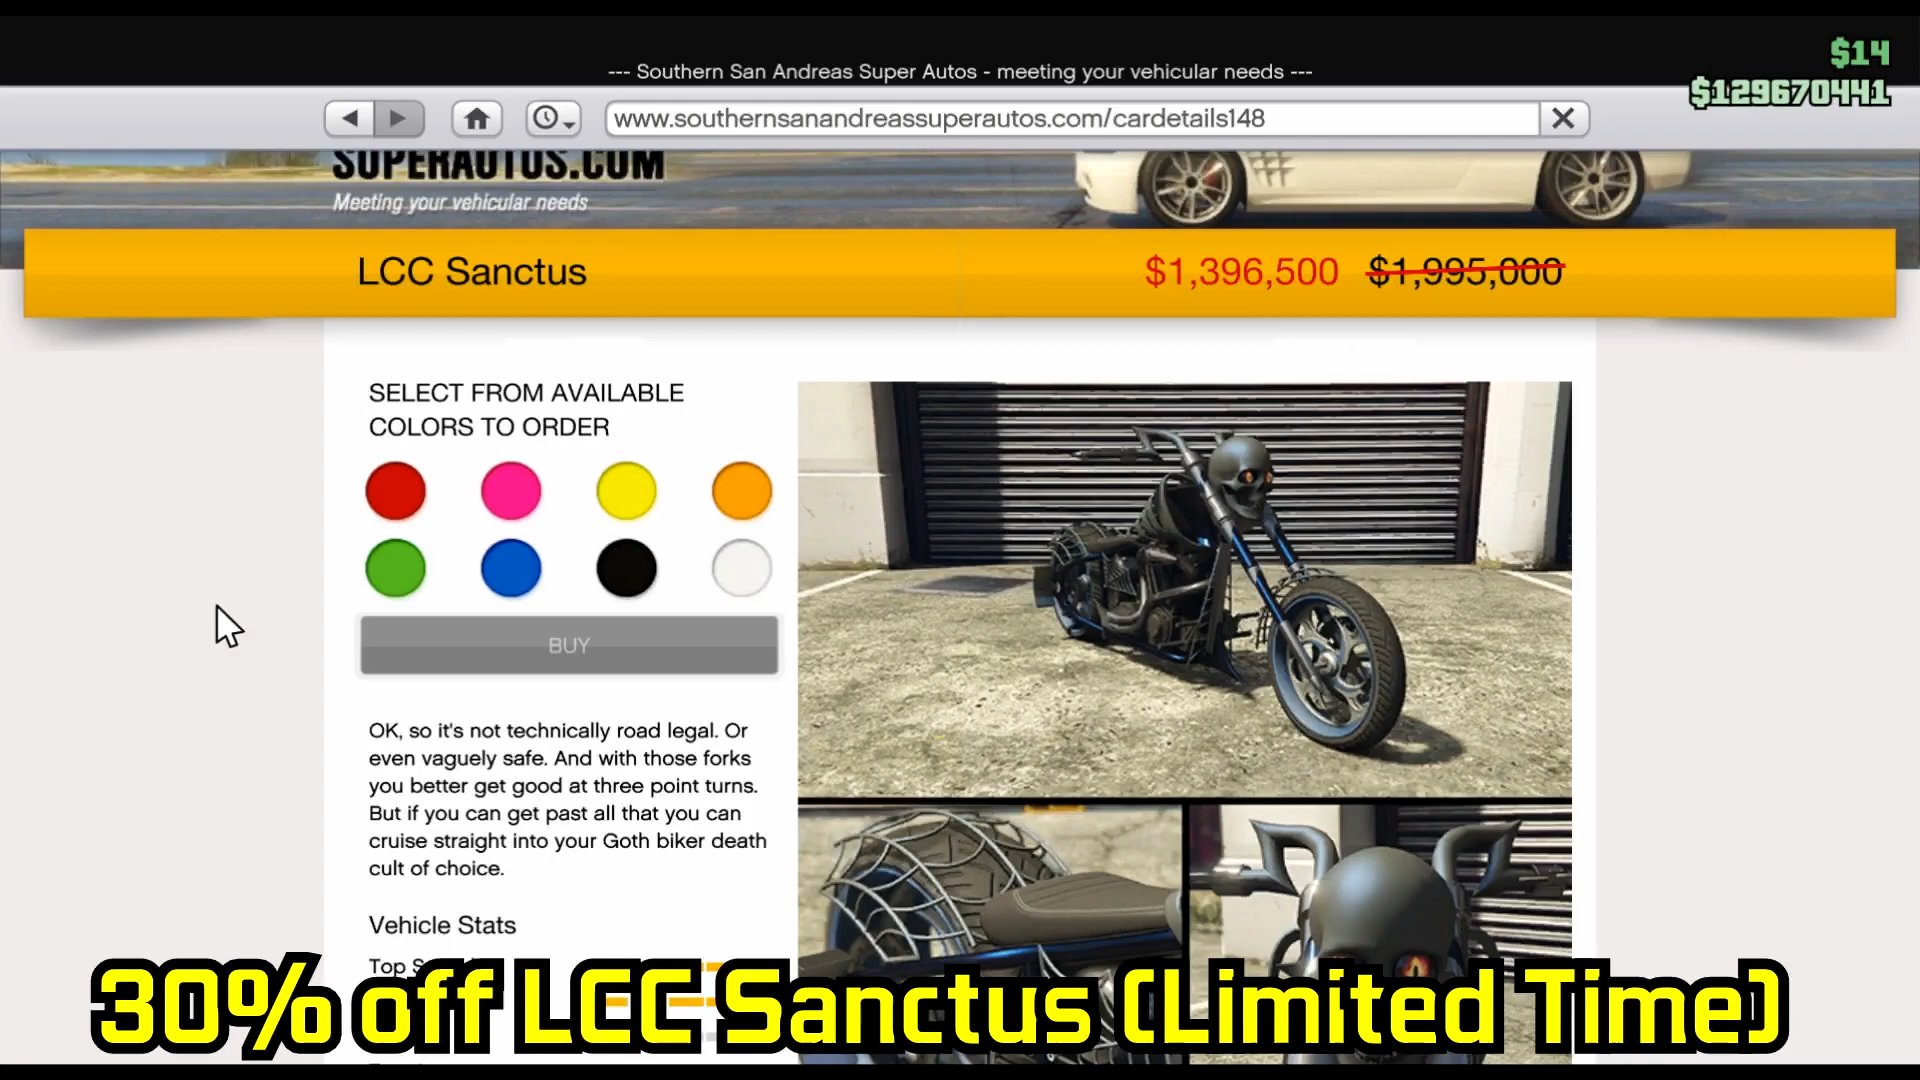 $14
--- Southern San Andreas Super Autos - meeting your vehicular needs ---
$129670441
www.southernsanandreassuperautos.com/cardetails148
SUPERAUTOS.COM
Meeting your vehicular needs
LCC Sanctus
$1,396,500 $1,995,000
SELECT FROM AVAILABLE
COLORS TO ORDER
BUY
OK, so it's not technically road legal. Or
even vaguely safe. And with those forks
you better get good at three point turns.
But if you can get past all that you can
cruise straight into your Goth biker death
cult of choice.
Vehicle Stats
Top
30% off LCC Sanctus (Limited Time)